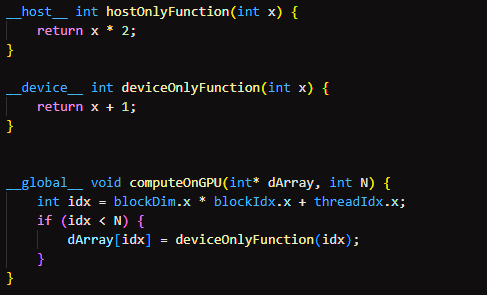 __host__ int hostOnlyFunction(int x) {
    return x * 2;
}
__device__ int deviceOnlyFunction(int x) {
    return x + 1;
}
__global__ void computeOnGPU(int* dArray, int N) {
    int idx = blockDim.x * blockIdx.x + threadIdx.x;
    if (idx < N) {
        dArray[idx] = deviceOnlyFunction(idx);
    }
}